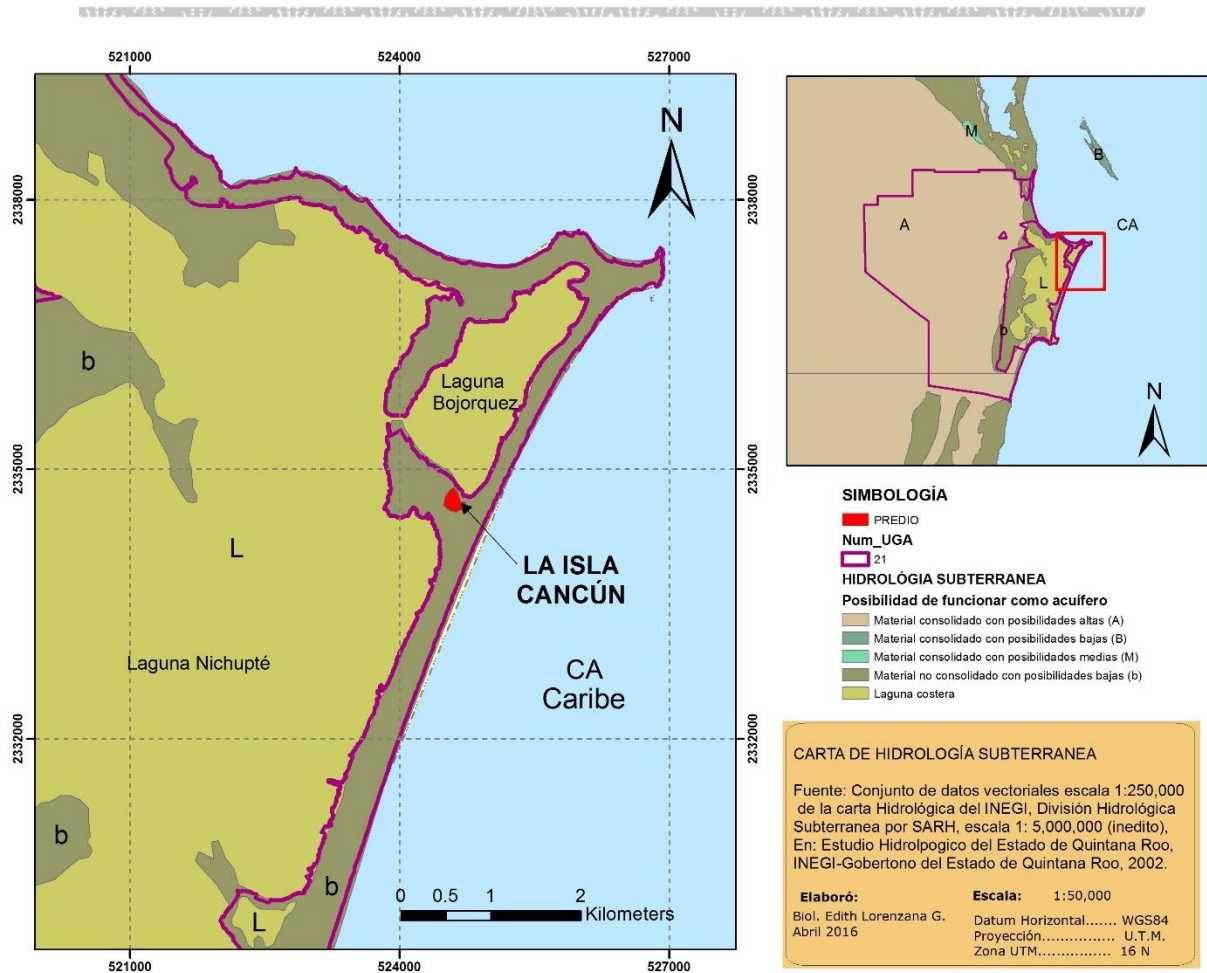 521000
524000
527000
2338000
2338000
2335000
2335000
2332000
2332000
N
b
Laguna
Bojorquez
L
LA ISLA
CANCÚN
Laguna Nichupté
CA
Caribe
b
b
L
0 0.5 1 2
Kilometers
521000
524000
527000
M
B
A
CA
L
b
N
SIMBOLOGÍA
PREDIO
Num_UGA
21
HIDROLÓGIA SUBTERRANEA
Posibilidad de funcionar como acuífero
Material consolidado con posibilidades altas (A)
Material consolidado con posibilidades bajas (B)
Material consolidado con posibilidades medias (M)
Material no consolidado con posibilidades bajas (b)
Laguna costera
CARTA DE HIDROLOGÍA SUBTERRANEA
Fuente: Conjunto de datos vectoriales escala 1:250,000
de la carta Hidrológica del INEGI, División Hidrológica
Subterranea por SARH, escala 1: 5,000,000 (inedito),
En: Estudio Hidrolpogico del Estado de Quintana Roo,
INEGI-Gobertono del Estado de Quintana Roo, 2002.
Elaboró:
Biol. Edith Lorenzana G.
Abril 2016
Escala: 1:50,000
Datum Horizontal....... WGS84
Proyección............... U.T.M.
Zona UTM............... 16 N